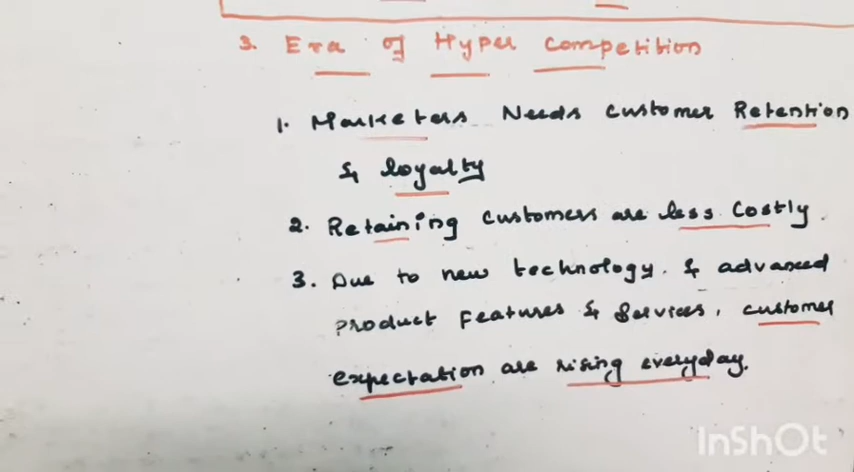 3. Era of Hyper Competition
1. Marketers Needs customer Retention
& loyalty
2. Retaining customers are less costly.
3. Due to new technology. & advanced
product Features & Services, customer
expectation are rising everyday.
InShOt